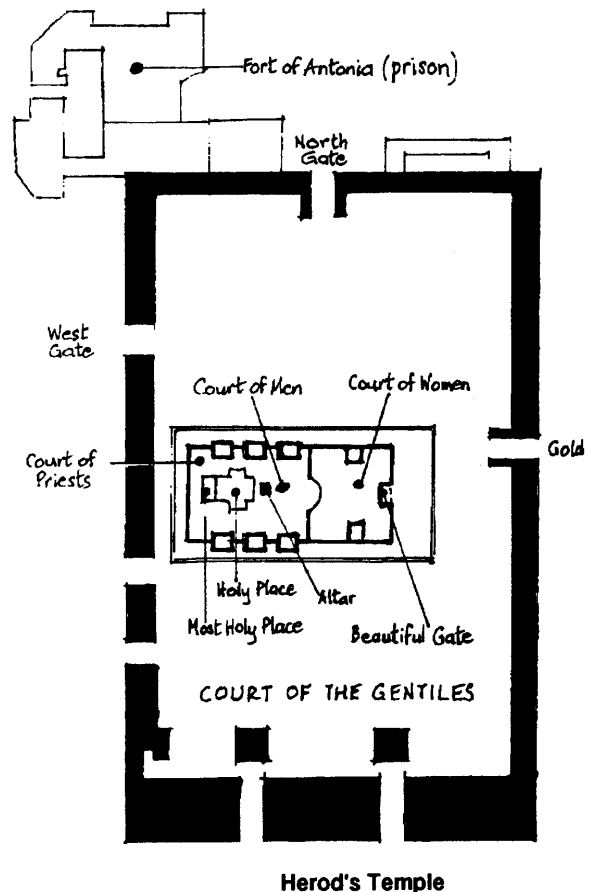 Fort of Antonia (prison)
North
Gate
West
Gate
Court of Men
Court of Women
Court of
Priests
Gold
Holy Place
Altar
Most Holy Place
Beautiful Gate
COURT OF THE GENTILES
Herod's Temple